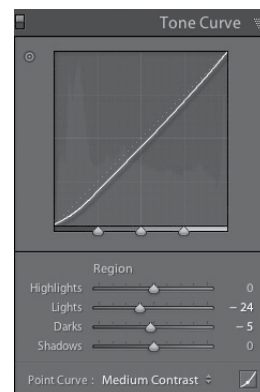 Tone Curve
Region
Highlights 0
Lights – 24
Darks – 5
Shadows 0
Point Curve : Medium Contrast